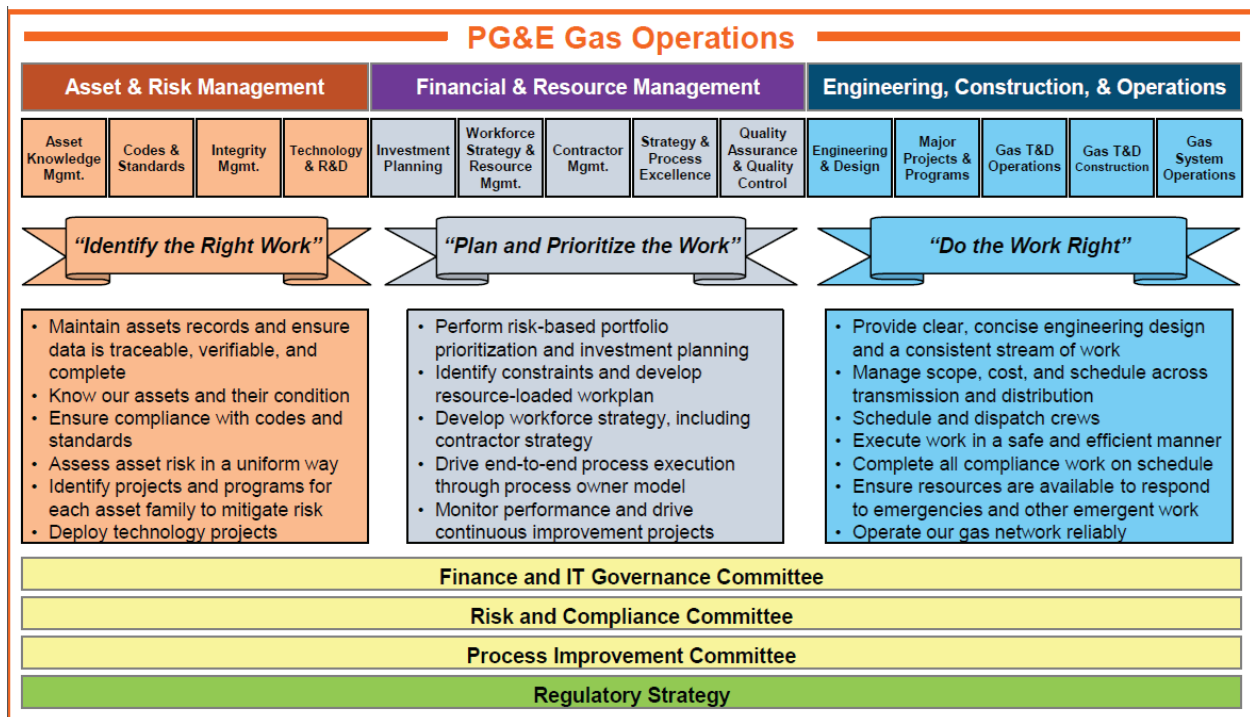 PG&E Gas Operations
Asset & Risk Management
Financial & Resource Management
Engineering, Construction, & Operations
Asset
Knowledge
Mgmt.
Codes &
Standards
Integrity
Mgmt.
Technology
& R&D
Investment
Planning
Workforce
Strategy &
Resource
Mgmt.
Contractor
Mgmt.
Strategy &
Process
Excellence
Quality
Assurance
& Quality
Control
Engineering
& Design
Major
Projects &
Programs
Gas T&D
Operations
Gas T&D
Construction
Gas
System
Operations
“Identify the Right Work”
“Plan and Prioritize the Work”
“Do the Work Right”
• Maintain assets records and ensure
data is traceable, verifiable, and
complete
• Know our assets and their condition
• Ensure compliance with codes and
standards
• Assess asset risk in a uniform way
• Identify projects and programs for
each asset family to mitigate risk
• Deploy technology projects
• Perform risk-based portfolio
prioritization and investment planning
• Identify constraints and develop
resource-loaded workplan
• Develop workforce strategy, including
contractor strategy
• Drive end-to-end process execution
through process owner model
• Monitor performance and drive
continuous improvement projects
• Provide clear, concise engineering design
and a consistent stream of work
• Manage scope, cost, and schedule across
transmission and distribution
• Schedule and dispatch crews
• Execute work in a safe and efficient manner
• Complete all compliance work on schedule
• Ensure resources are available to respond
to emergencies and other emergent work
• Operate our gas network reliably
Finance and IT Governance Committee
Risk and Compliance Committee
Process Improvement Committee
Regulatory Strategy